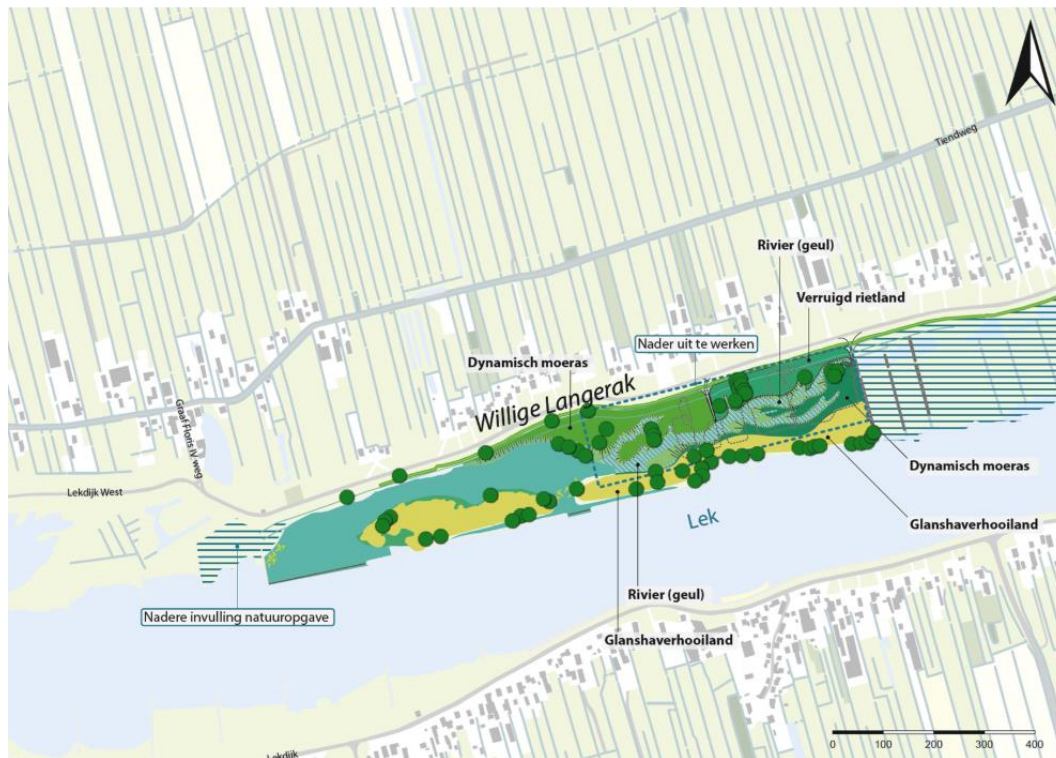 Tiendweg
Rivier (geul)
Verruigd rietland
Nader uit te werken
Dynamisch moeras
Willige Langerak
Graaf Floris IV weg
Lekdijk West
Dynamisch moeras
Glanshaverhooiland
Lek
Rivier (geul)
Nadere invulling natuuropgave
Glanshaverhooiland
Lekdijk
0 100 200 300 400